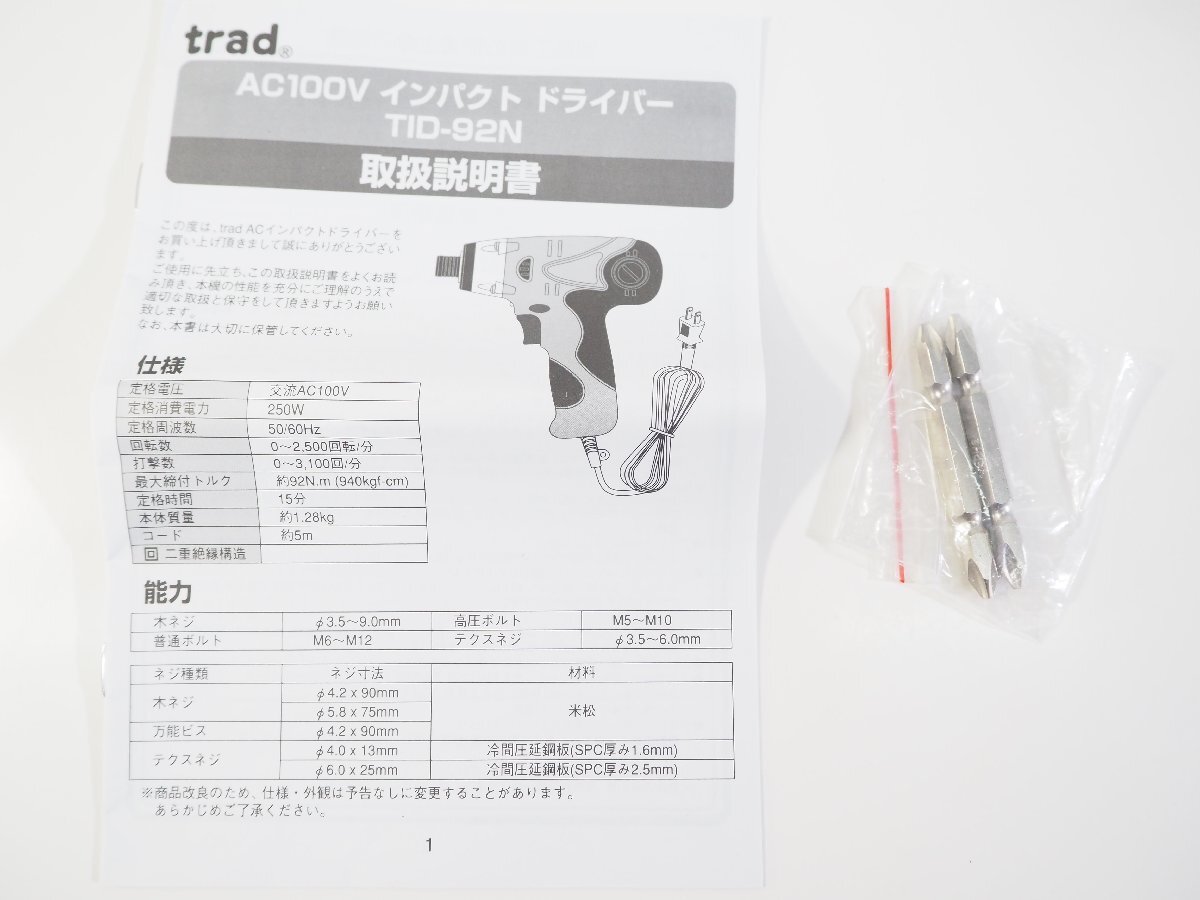 trad®
AC100V インパクト ドライバー
TID-92N
取扱説明書
この度は、trad ACインパクトドライバーを
お買い上げ頂きまして誠にありがとうござい
ます。
ご使用に先立ち、この取扱説明書をよくお読
み頂き、本機の性能を充分にご理解のうえで
適切な取扱と保守をして頂きますようお願い
致します。
なお、本書は大切に保管してください。
仕様
定格電圧 交流AC100V
定格消費電力 250W
定格周波数 50/60Hz
回転数 0〜2,500回転/分
打撃数 0〜3,100回/分
最大締付トルク 約92N.m (940kgf-cm)
定格時間 15分
本体質量 約1.28kg
コード 約5m
回 二重絶縁構造
能力
木ネジ φ3.5〜9.0mm 高圧ボルト M5〜M10
普通ボルト M6〜M12 テクスネジ φ3.5〜6.0mm
ネジ種類 ネジ寸法 材料
木ネジ φ4.2 x 90mm 米松
φ5.8 x 75mm
万能ビス φ4.2 x 90mm
テクスネジ φ4.0 x 13mm 冷間圧延鋼板(SPC厚み1.6mm)
φ6.0 x 25mm 冷間圧延鋼板(SPC厚み2.5mm)
※商品改良のため、仕様・外観は予告なしに変更することがあります。
あらかじめご了承ください。
1